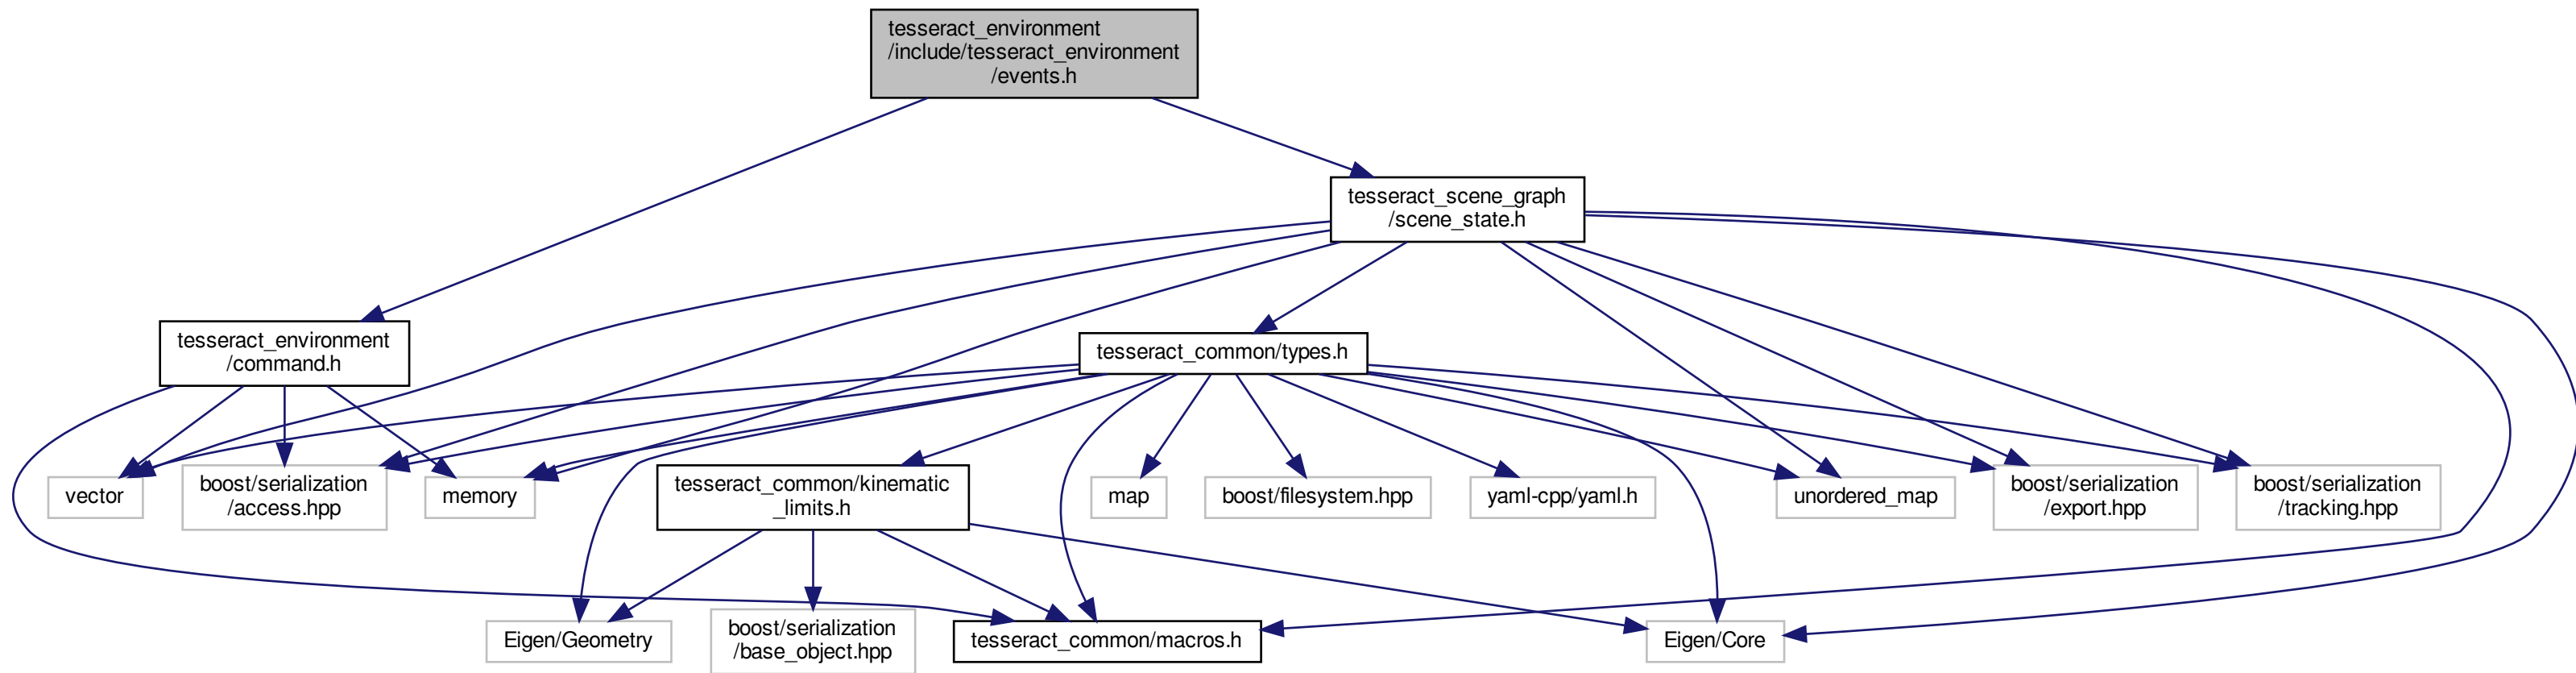 tesseract_environment
/include/tesseract_environment
/events.h
tesseract_scene_graph
/scene_state.h
tesseract_environment
/command.h
tesseract_common/types.h
vector
boost/serialization
/access.hpp
memory
tesseract_common/kinematic
_limits.h
map
boost/filesystem.hpp
yaml-cpp/yaml.h
unordered_map
boost/serialization
/export.hpp
boost/serialization
/tracking.hpp
Eigen/Geometry
boost/serialization
/base_object.hpp
tesseract_common/macros.h
Eigen/Core